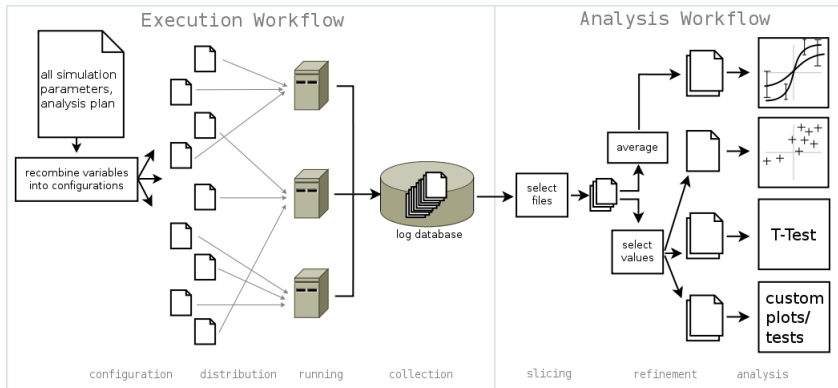 Execution Workflow
Analysis Workflow
all simulation
parameters,
analysis plan
recombine variables
into configurations
log database
select
files
average
select
values
T-Test
custom
plots/
tests
configuration
distribution
running
collection
slicing
refinement
analysis